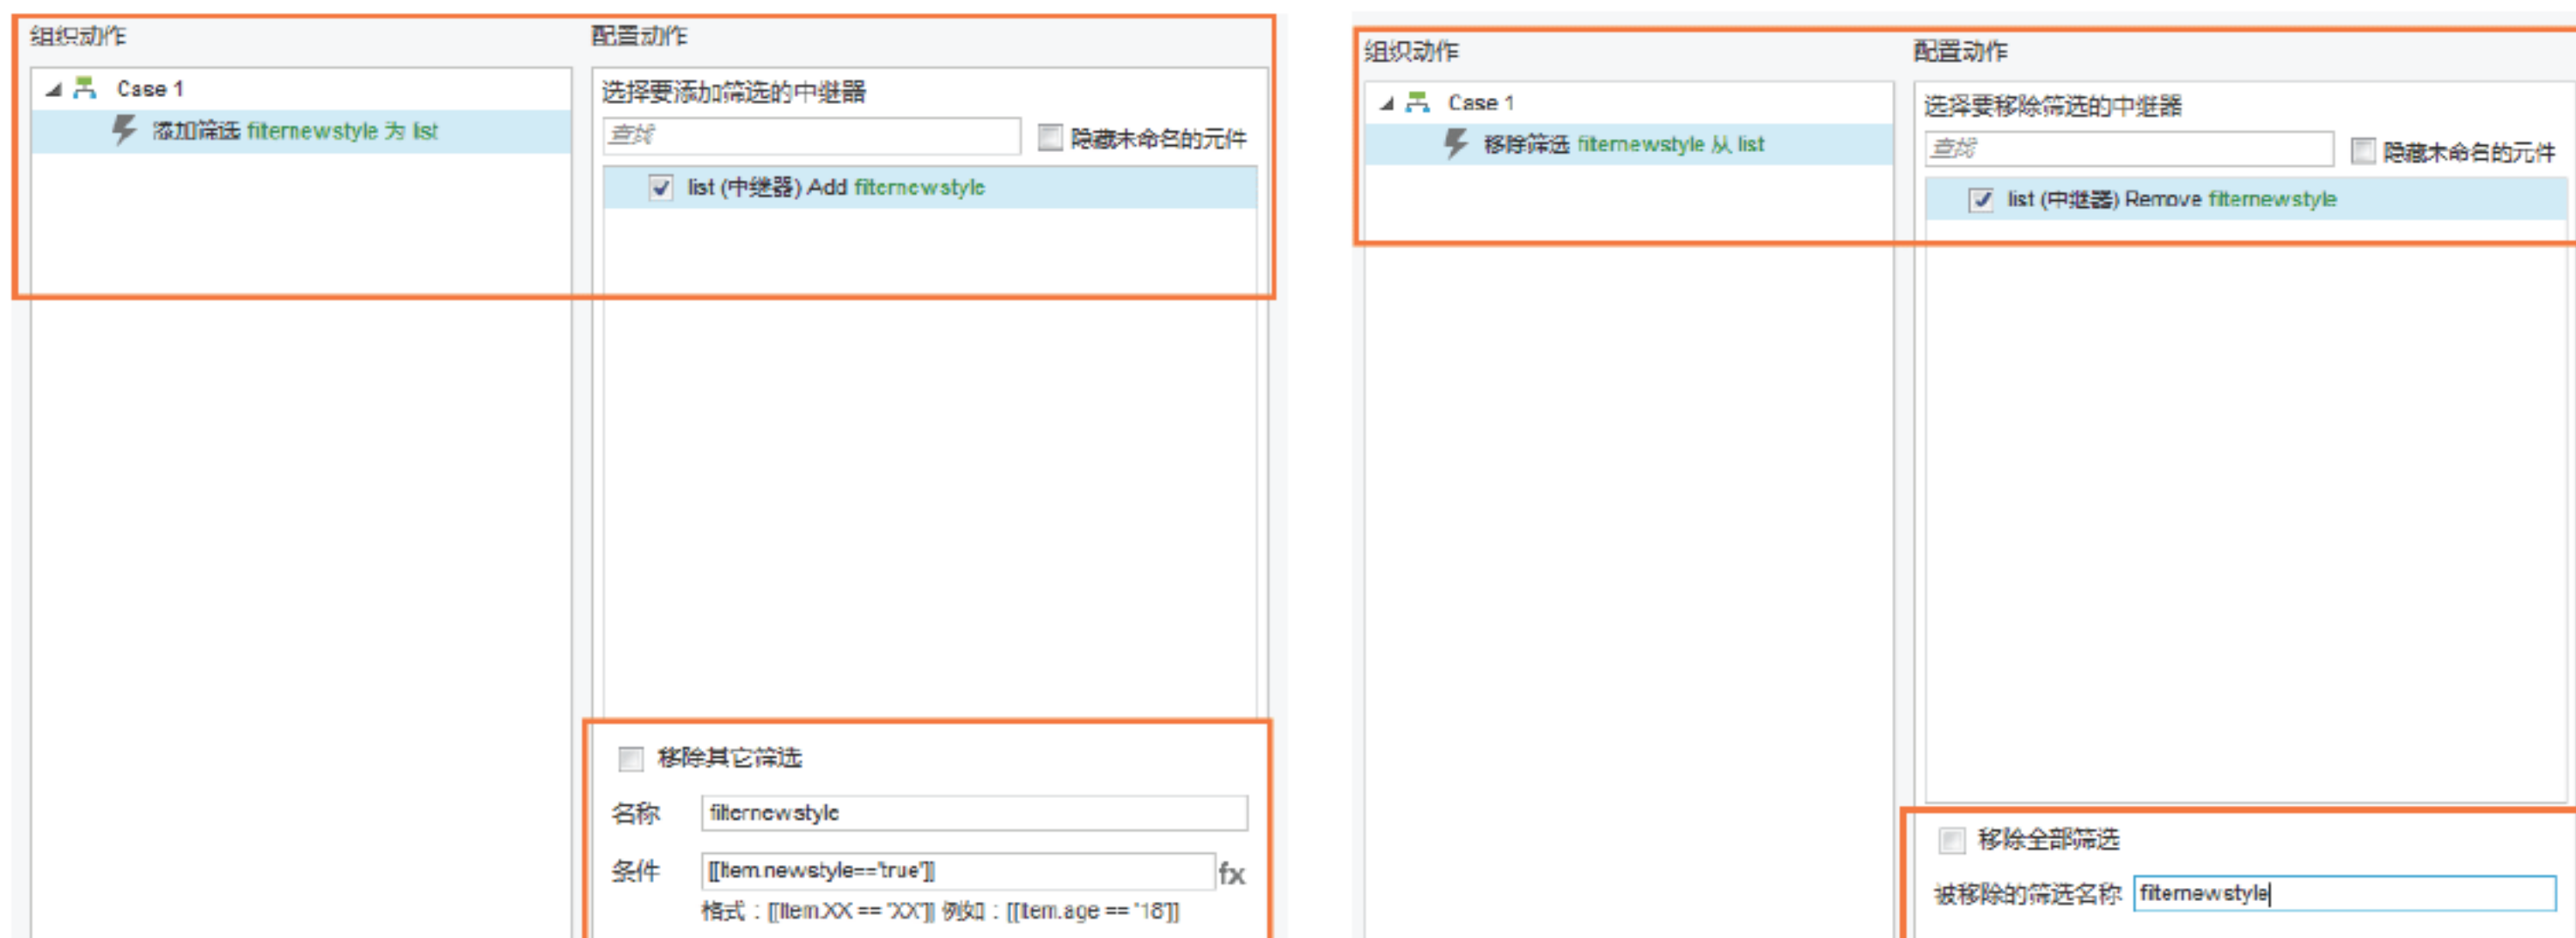 组织动作
配置动作
Case 1
添加筛选 filternewstyle 为 list
选择要添加筛选的中继器
查找
隐藏未命名的元件
list (中继器) Add filternewstyle
移除其它筛选
名称
filternewstyle
条件
[[Item.newstyle=='true']]
fx
格式：[[Item.XX == 'XX']] 例如：[[Item.age == '18']]
组织动作
配置动作
Case 1
移除筛选 filternewstyle 从 list
选择要移除筛选的中继器
查找
隐藏未命名的元件
list (中继器) Remove filternewstyle
移除全部筛选
被移除的筛选名称
filternewstyle